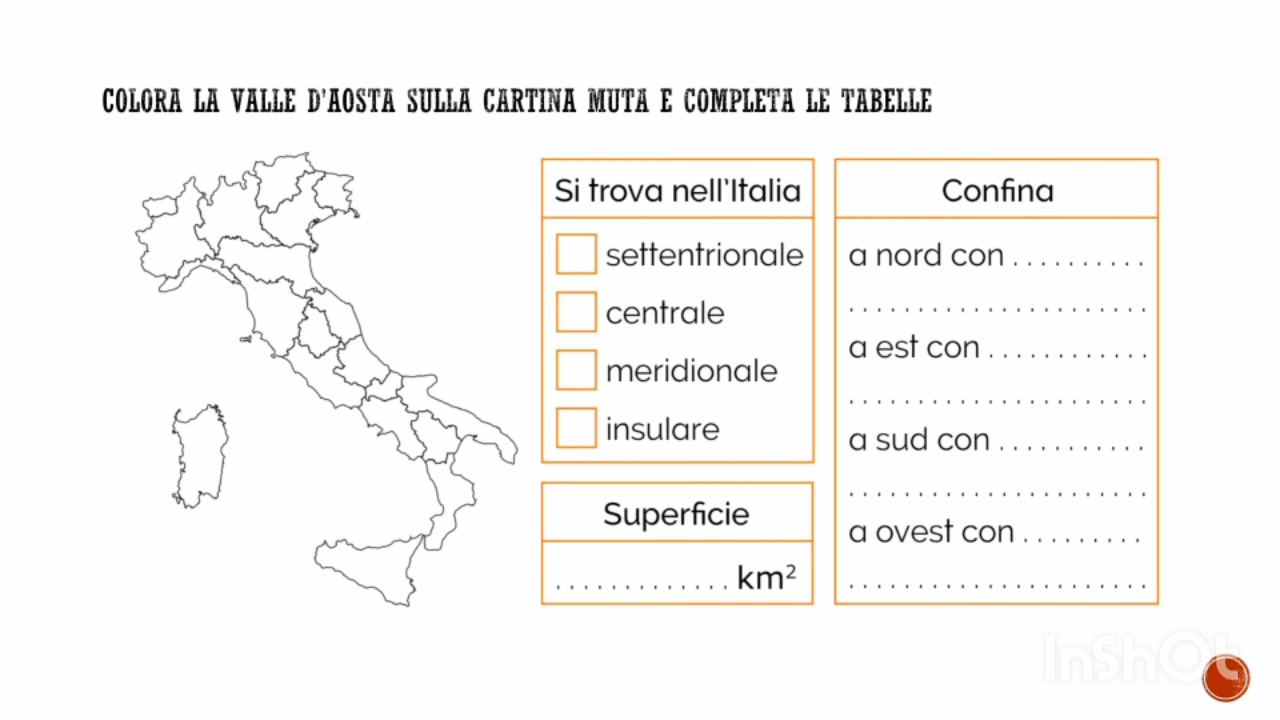 COLORA LA VALLE D'AOSTA SULLA CARTINA MUTA E COMPLETA LE TABELLE
Si trova nell'Italia
settentrionale
centrale
meridionale
insulare
Superficie
. . . . . . . . . . . . . km²
Confina
a nord con . . . . . . . . . .
. . . . . . . . . . . . . . . . . . . . . .
a est con . . . . . . . . . . . .
. . . . . . . . . . . . . . . . . . . . . .
a sud con . . . . . . . . . . .
. . . . . . . . . . . . . . . . . . . . . .
a ovest con . . . . . . . . .
. . . . . . . . . . . . . . . . . . . . . .
InShOt